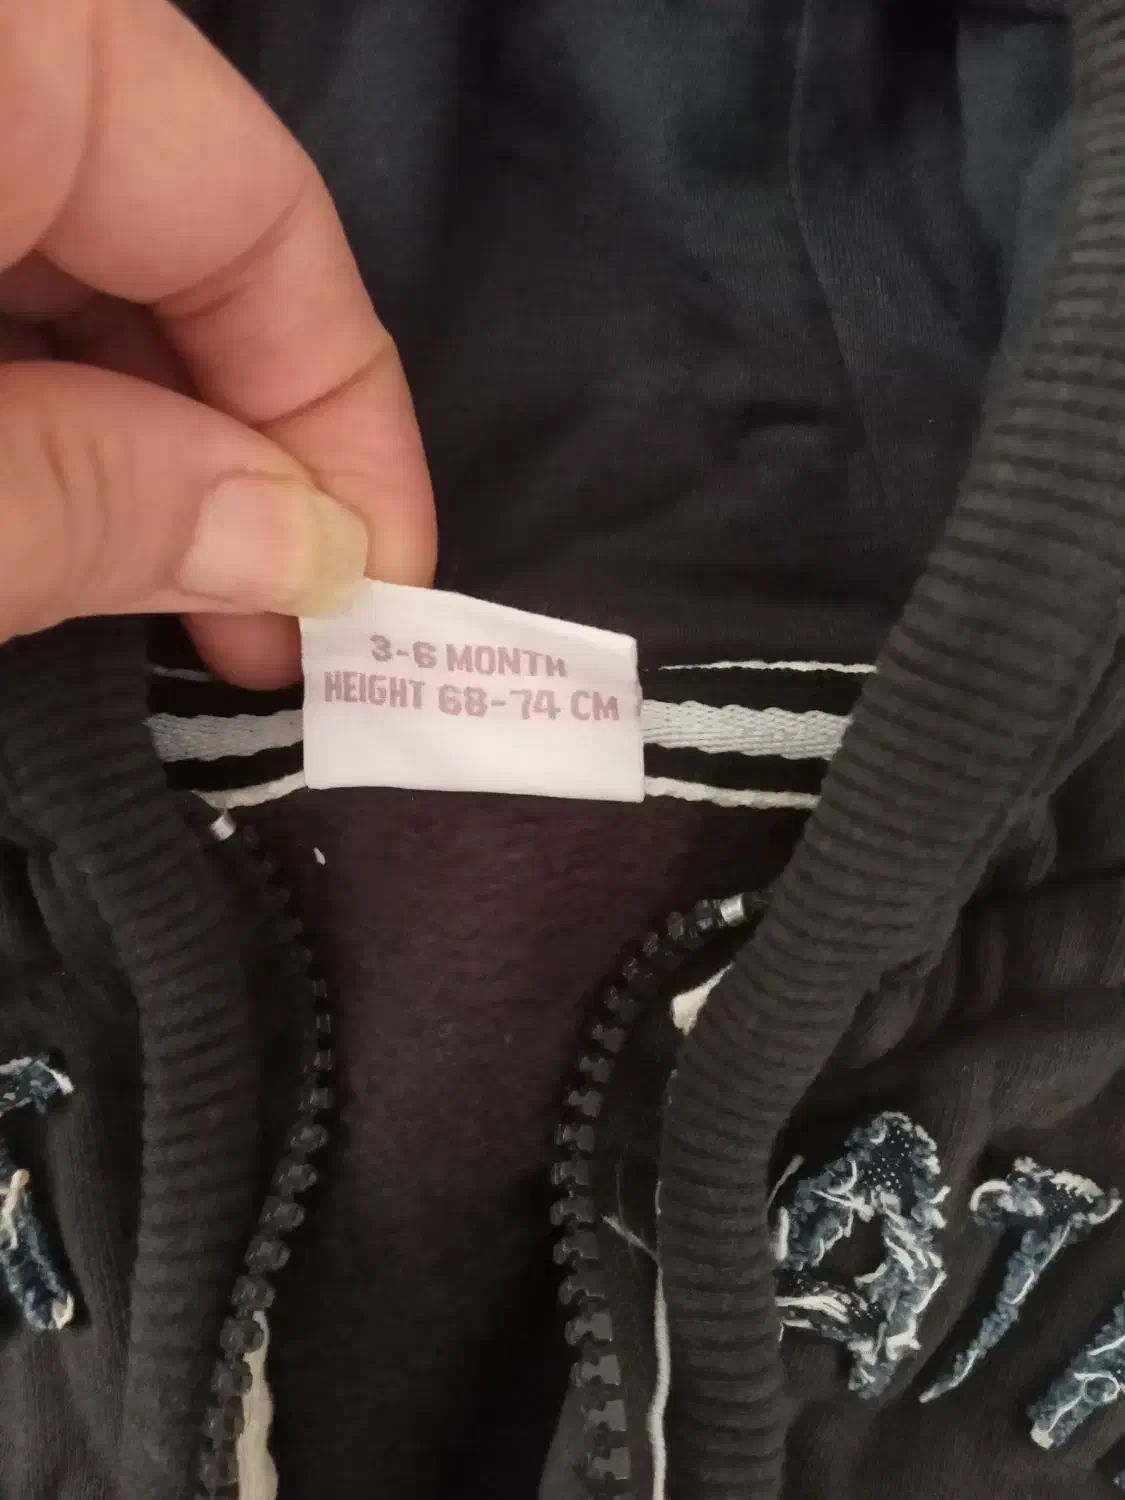 3-6 MONTH
HEIGHT 68-74 CM